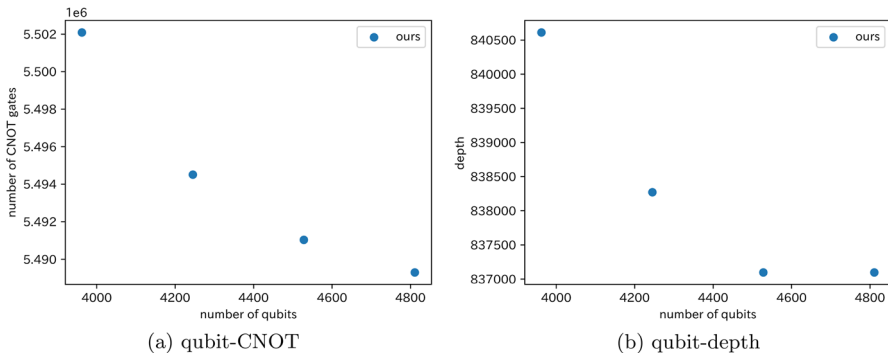 1e6
5.502
5.500
5.498
5.496
5.494
5.492
5.490
number of CNOT gates
ours
4000 4200 4400 4600 4800
number of qubits
(a) qubit-CNOT
840500
840000
839500
839000
838500
838000
837500
837000
depth
ours
4000 4200 4400 4600 4800
number of qubits
(b) qubit-depth